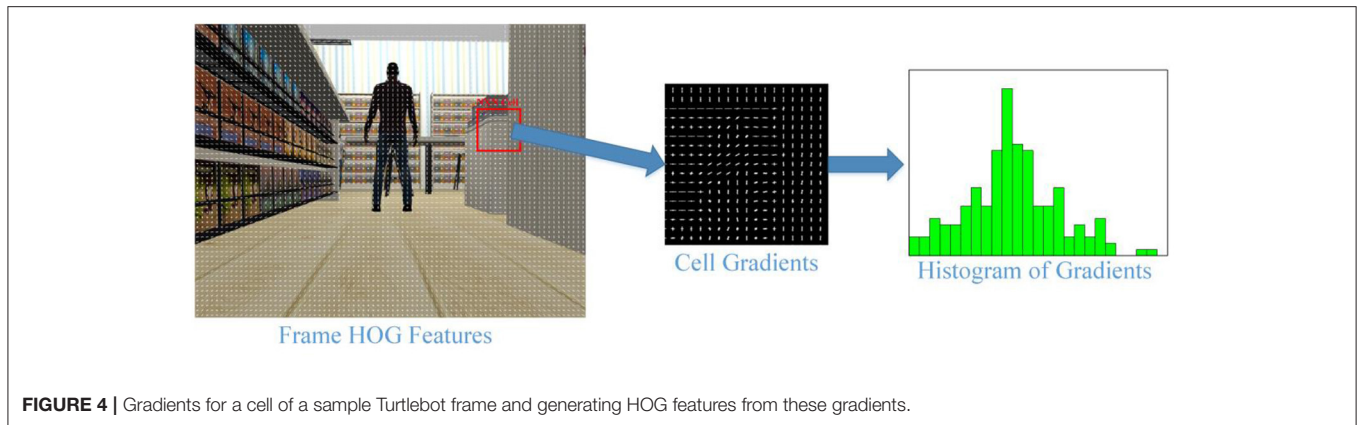 Frame HOG Features
Cell Gradients
Histogram of Gradients
FIGURE 4 | Gradients for a cell of a sample Turtlebot frame and generating HOG features from these gradients.